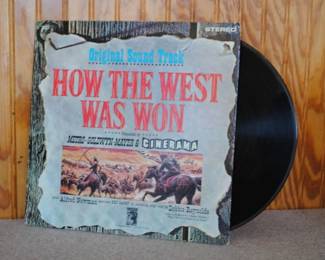 STEREO
Original Sound Track
HOW THE WEST
WAS WON
METRO-GOLDWYN-MAYER & CINERAMA
Alfred Newman
Debbie Reynolds